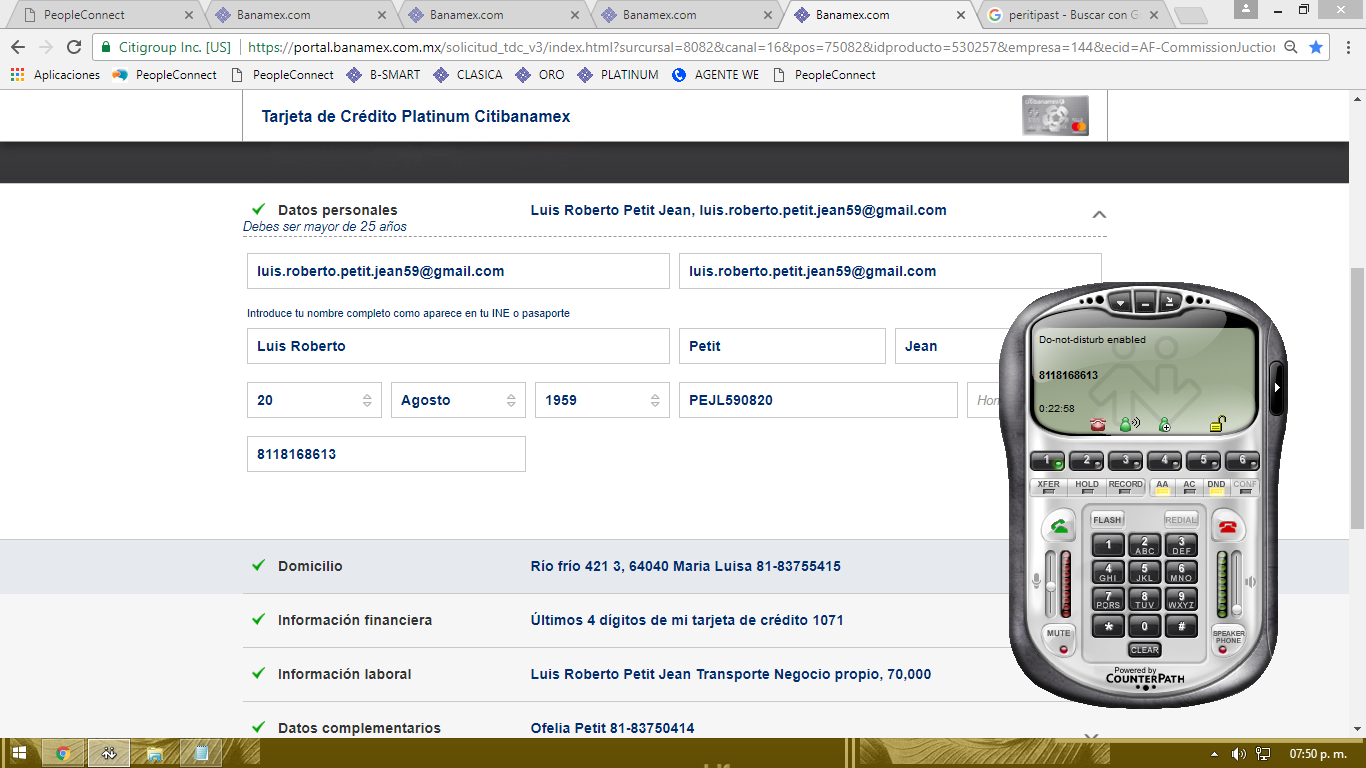 PeopleConnect
Banamex.com
Banamex.com
Banamex.com
Banamex.com
peritipast - Buscar con G
Citigroup Inc. [US]
https://portal.banamex.com.mx/solicitud_tdc_v3/index.html?surcursal=8082&canal=16&pcs=75082&idproducto=530257&empresa=144&ecid=AF-CommissionJuctior
Aplicaciones
PeopleConnect
PeopleConnect
B-SMART
CLASICA
ORO
PLATINUM
AGENTE WE
PeopleConnect
Tarjeta de Crédito Platinum Citibanamex
Datos personales
Luis Roberto Petit Jean, luis.roberto.petit.jean59@gmail.com
Debes ser mayor de 25 años
luis.roberto.petit.jean59@gmail.com
luis.roberto.petit.jean59@gmail.com
Introduce tu nombre completo como aparece en tu INE o pasaporte
Luis Roberto
Petit
Jean
20
Agosto
1959
PEJL590820
8118168613
Domicilio
Río frío 421 3, 64040 Maria Luisa 81-83755415
Información financiera
Últimos 4 dígitos de mi tarjeta de crédito 1071
Información laboral
Luis Roberto Petit Jean Transporte Negocio propio, 70,000
Datos complementarios
Ofelia Petit 81-83750414
Do-not-disturb enabled
8118168613
0:22:58
1 2 3 4 5 6
XFER HOLD RECORD AA AC DND CONF
FLASH REDIAL
1 2 ABC 3 DEF
4 GHI 5 JKL 6 MNO
7 PQRS 8 TUV 9 WXYZ
* 0 #
MUTE
SPEAKER PHONE
CLEAR
Powered by
COUNTERPATH
07:50 p. m.